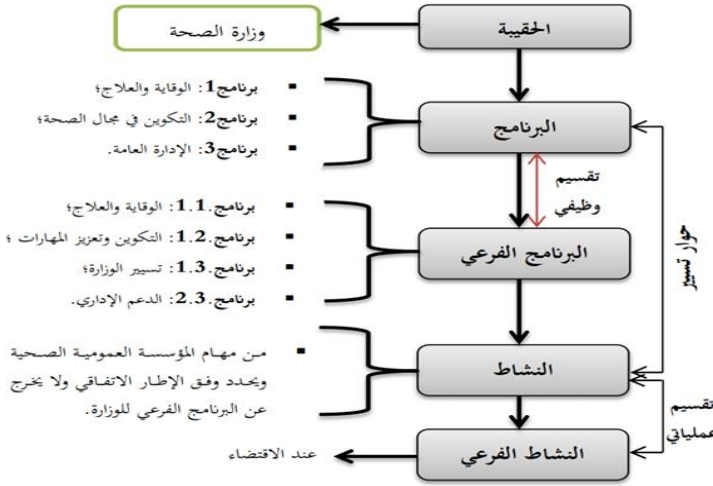 الحقيبة
وزارة الصحة
البرنامج
برنامج1: الوقاية والعلاج؛
برنامج2: التكوين في مجال الصحة؛
برنامج3: الإدارة العامة.
تقسيم
وظيفي
حوار تسيير
البرنامج الفرعي
برنامج.1.1: الوقاية والعلاج؛
برنامج.1.2: التكوين وتعزيز المهارات ؛
برنامج.1.3: تسيير الوزارة؛
برنامج.2.3: الدعم الإداري.
النشاط
من مهام المؤسسة العمومية الصحية
ويحدد وفق الإطار الاتفاقي ولا يخرج
عن البرنامج الفرعي للوزارة.
تقسيم
عملياتي
النشاط الفرعي
عند الاقتضاء